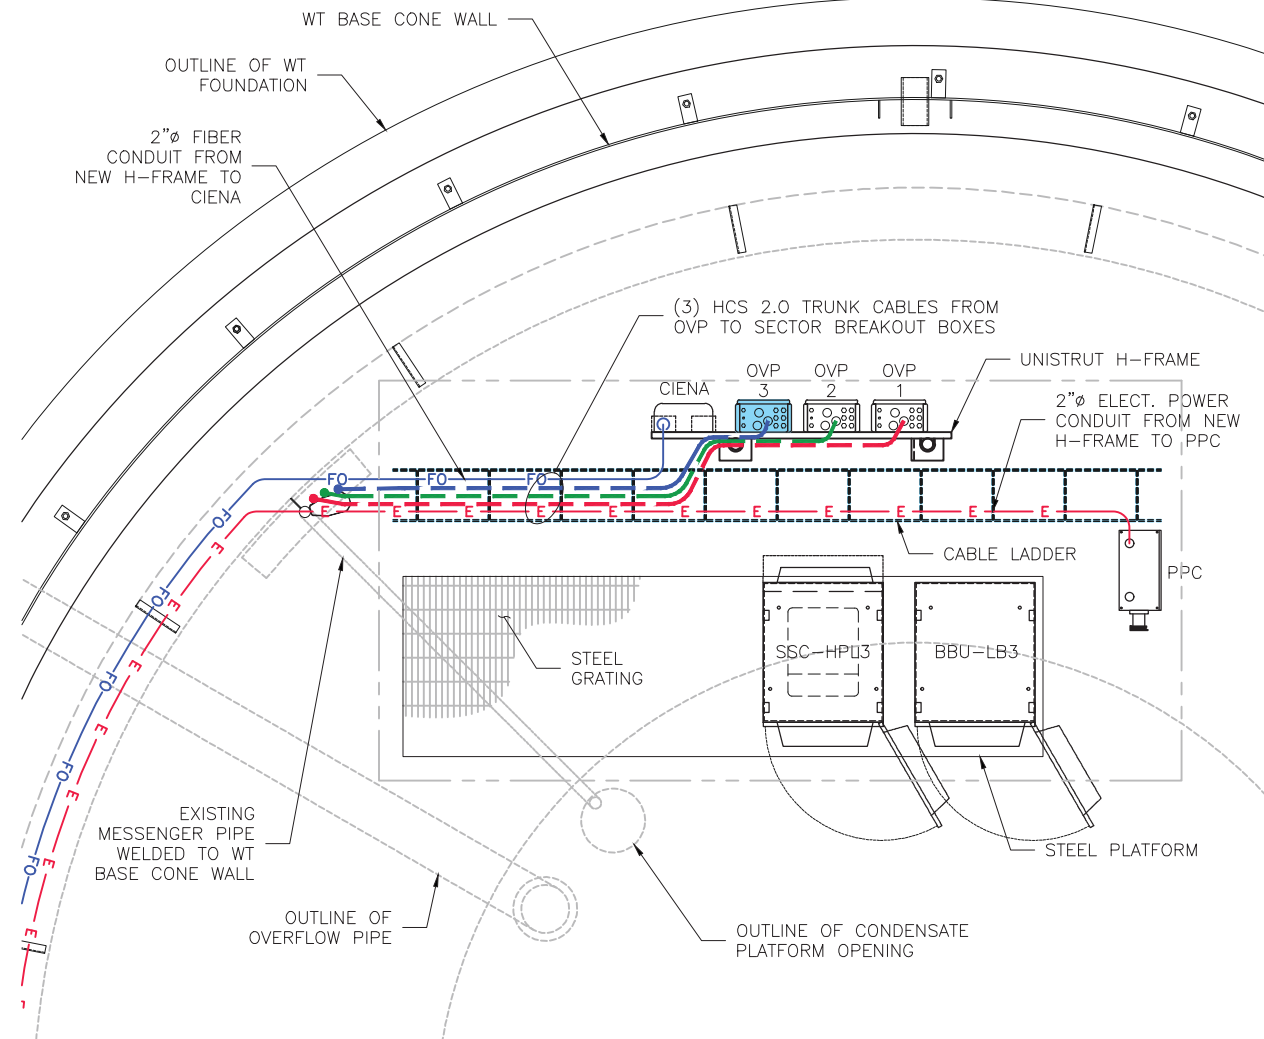 WT BASE CONE WALL
OUTLINE OF WT
FOUNDATION
2"ø FIBER
CONDUIT FROM
NEW H-FRAME TO
CIENA
(3) HCS 2.0 TRUNK CABLES FROM
OVP TO SECTOR BREAKOUT BOXES
UNISTRUT H-FRAME
CIENA
OVP
3
OVP
2
OVP
1
2"ø ELECT. POWER
CONDUIT FROM NEW
H-FRAME TO PPC
FO
FO
FO
E
E
E
E
E
E
E
E
E
E
E
FO
E
FO
E
E
FO
E
FO
E
FO
E
E
CABLE LADDER
PPC
STEEL
GRATING
SSC-HPL3
BBU-LB3
EXISTING
MESSENGER PIPE
WELDED TO WT
BASE CONE WALL
STEEL PLATFORM
OUTLINE OF
OVERFLOW PIPE
OUTLINE OF CONDENSATE
PLATFORM OPENING